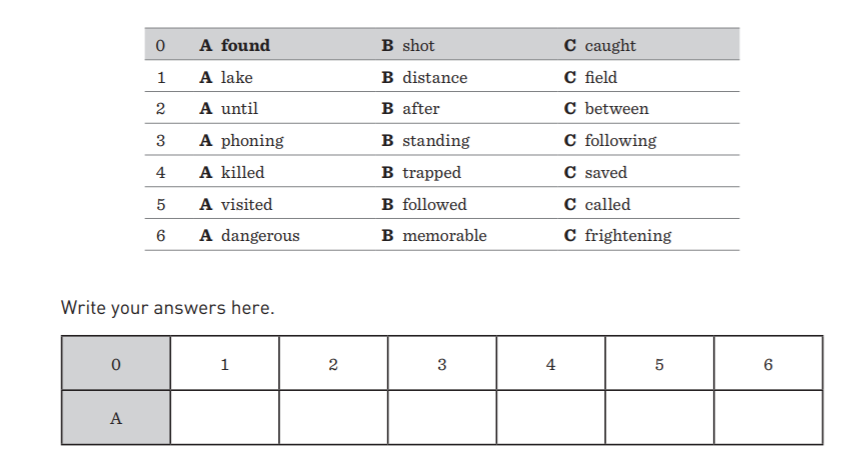 0 A found B shot C caught
1 A lake B distance C field
2 A until B after C between
3 A phoning B standing C following
4 A killed B trapped C saved
5 A visited B followed C called
6 A dangerous B memorable C frightening
Write your answers here.
0 1 2 3 4 5 6
A